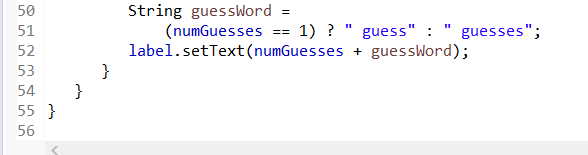 50 String guessWord =
51 (numGuesses == 1) ? " guess" : " guesses";
52 label.setText(numGuesses + guessWord);
53 }
54 }
55 }
56